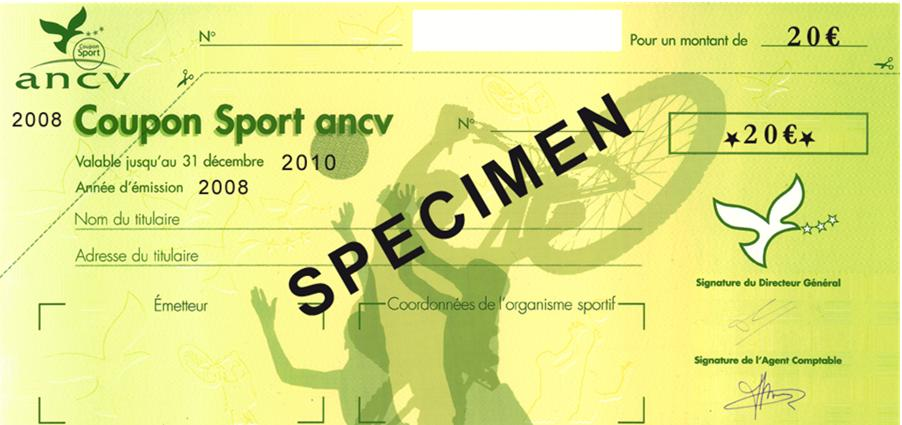 Coupon
Sport
ancv
N°
Pour un montant de 20€
2008 Coupon Sport ancv
N°
★20€★
Valable jusqu'au 31 décembre 2010
Année d'émission 2008
Nom du titulaire
Adresse du titulaire
SPECIMEN
Signature du Directeur Général
Émetteur
Coordonnées de l'organisme sportif
Signature de l'Agent Comptable